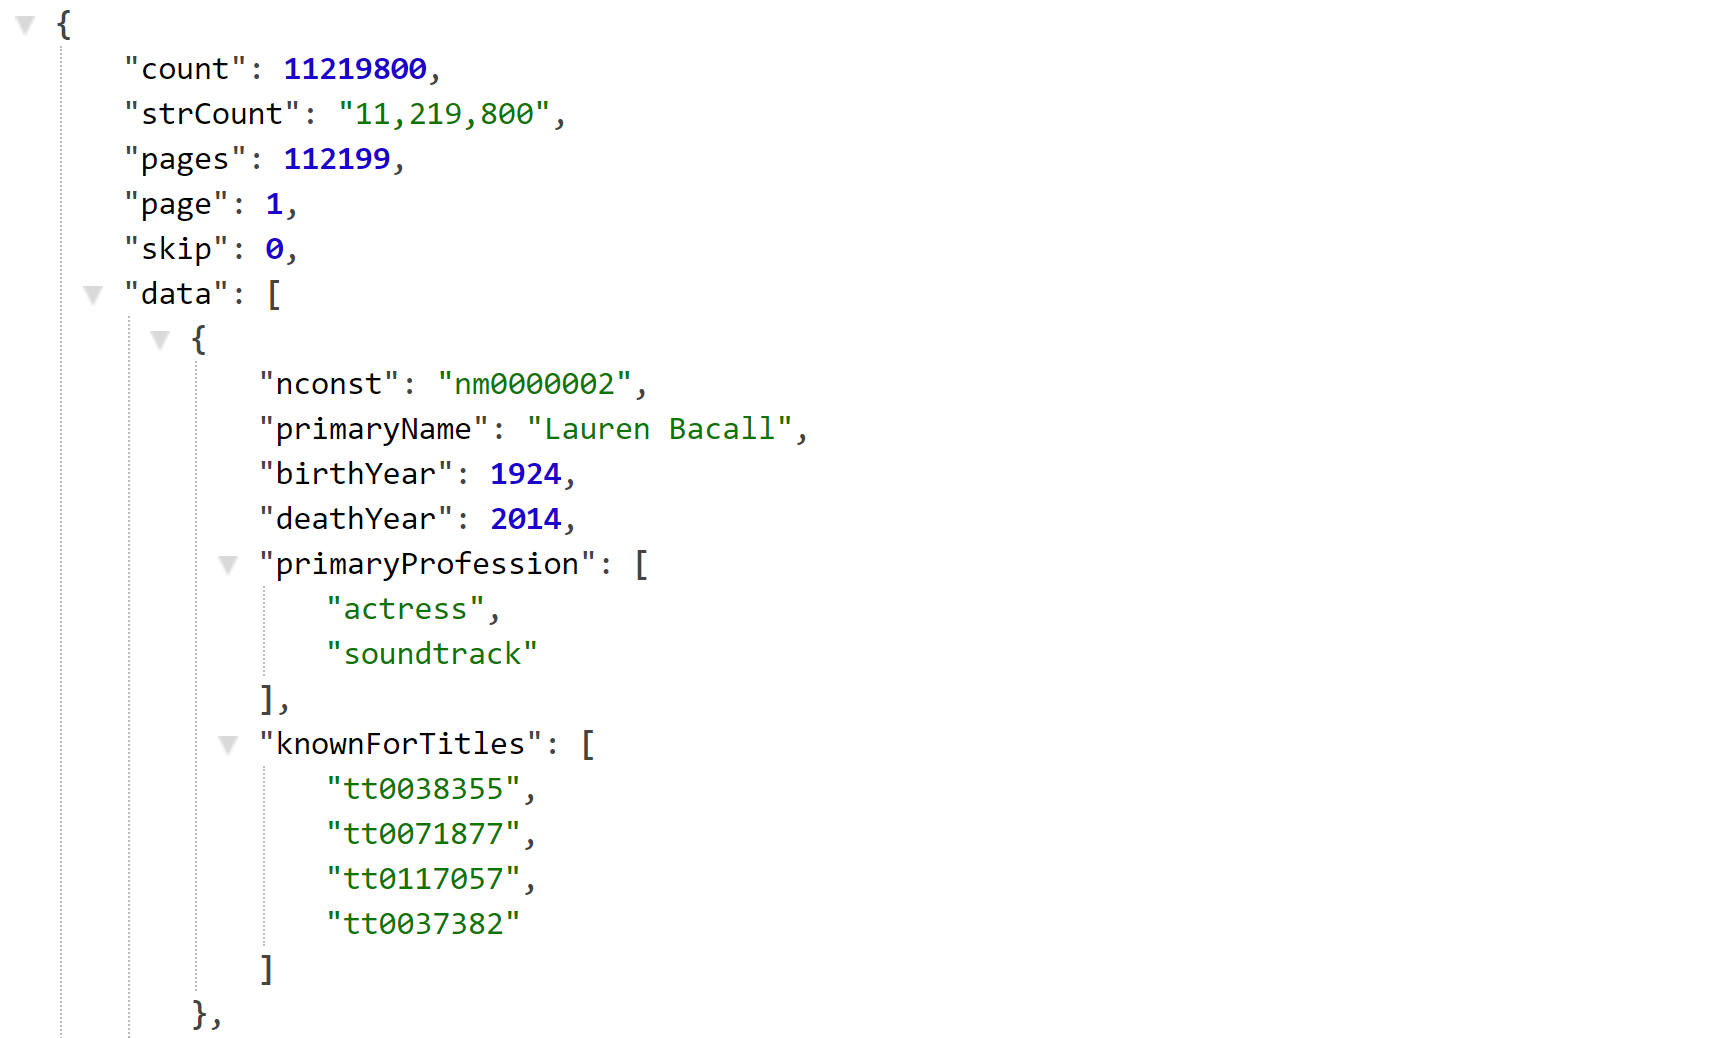 {
"count": 11219800,
"strCount": "11,219,800",
"pages": 112199,
"page": 1,
"skip": 0,
"data": [
{
"nconst": "nm0000002",
"primaryName": "Lauren Bacall",
"birthYear": 1924,
"deathYear": 2014,
"primaryProfession": [
"actress",
"soundtrack"
],
"knownForTitles": [
"tt0038355",
"tt0071877",
"tt0117057",
"tt0037382"
]
},